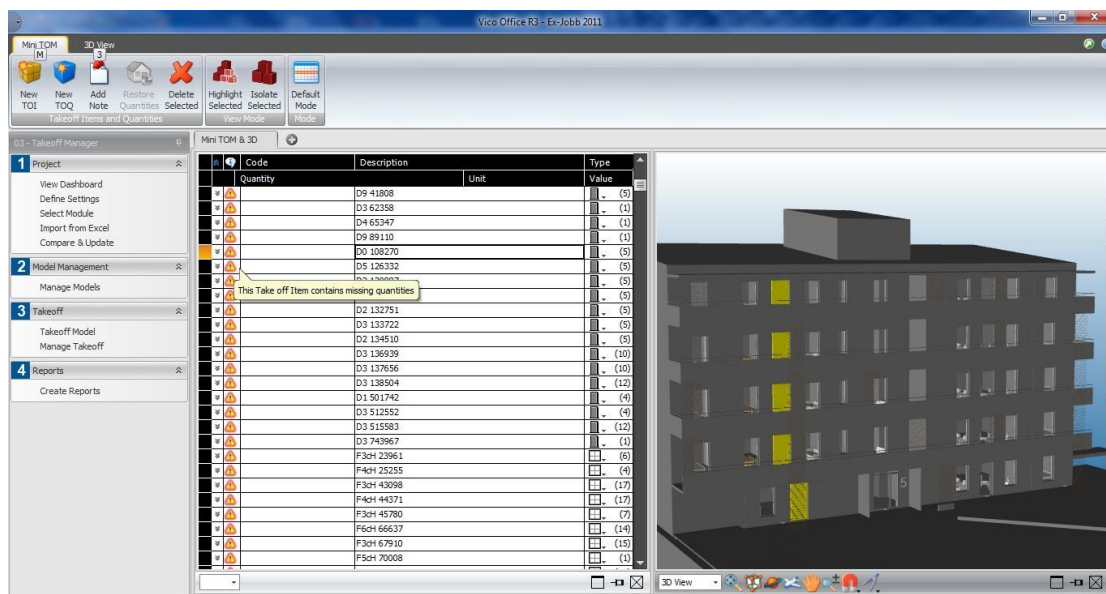 Vico Office R3 - Ex-Jobb 2011
Mini TOM
3D View
M
3
New TOI
New TOQ
Add Note
Restore Quantities
Delete Selected
Highlight Selected
Isolate Selected
Default Mode
Takeoff Items and Quantities
View Mode
Mode
03 - Takeoff Manager
Mini TOM & 3D
1 Project
View Dashboard
Define Settings
Select Module
Import from Excel
Compare & Update
2 Model Management
Manage Models
3 Takeoff
Takeoff Model
Manage Takeoff
4 Reports
Create Reports
Code Description Type
Quantity Unit Value
D9 41808 (5)
D3 62358 (1)
D4 65347 (1)
D9 89110 (1)
D0 108270 (5)
D5 126332 (5)
(5)
This Take off Item contains missing quantities
(5)
D2 132751 (5)
D3 133722 (5)
D2 134510 (5)
D3 136939 (10)
D3 137656 (10)
D3 138504 (12)
D1 501742 (4)
D3 512552 (4)
D3 515583 (12)
D3 743967 (1)
F3cH 23961 (6)
F4cH 25255 (4)
F3cH 43098 (17)
F4cH 44371 (17)
F3cH 45780 (7)
F6cH 66637 (14)
F3cH 67910 (15)
F5cH 70008 (1)
5
3D View